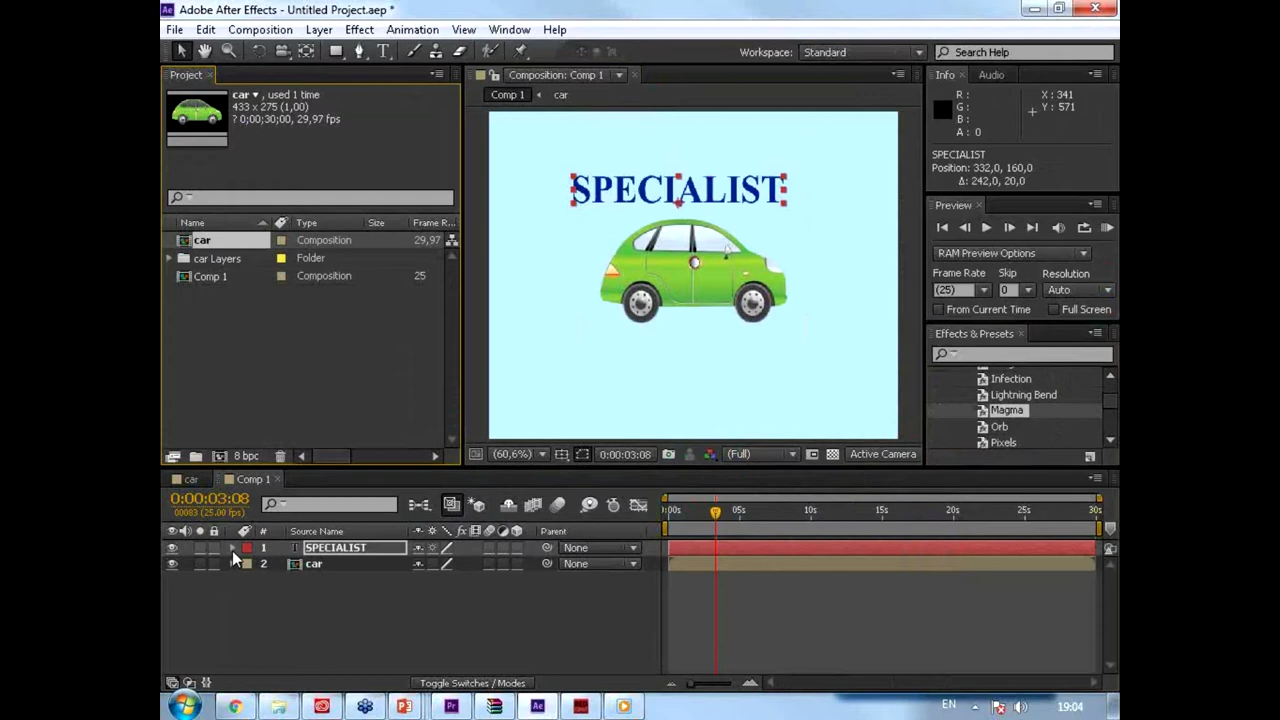 Adobe After Effects - Untitled Project.aep *
File Edit Composition Layer Effect Animation View Window Help
Workspace: Standard Search Help
Project
car ▾, used 1 time
433 x 275 (1,00)
? 0;00;30;00, 29,97 fps
Name Type Size Frame R...
car Composition 29,97
car Layers Folder
Comp 1 Composition 25
8 bpc
Composition: Comp 1
Comp 1 car
SPECIALIST
(60,6%) 0:00:03:08 (Full) Active Camera
Info Audio
R : X : 341
G : Y : 571
B :
A : 0
SPECIALIST
Position: 332,0, 160,0
Δ: 242,0, 20,0
Preview
RAM Preview Options
Frame Rate Skip Resolution
(25) 0 Auto
From Current Time Full Screen
Effects & Presets
Infection
Lightning Bend
Magma
Orb
Pixels
car Comp 1
0:00:03:08
00083 (25.00 fps)
:00s 05s 10s 15s 20s 25s 30s
# Source Name Parent
1 T SPECIALIST None
2 car None
Toggle Switches / Modes
Pr Ae EN 19:04